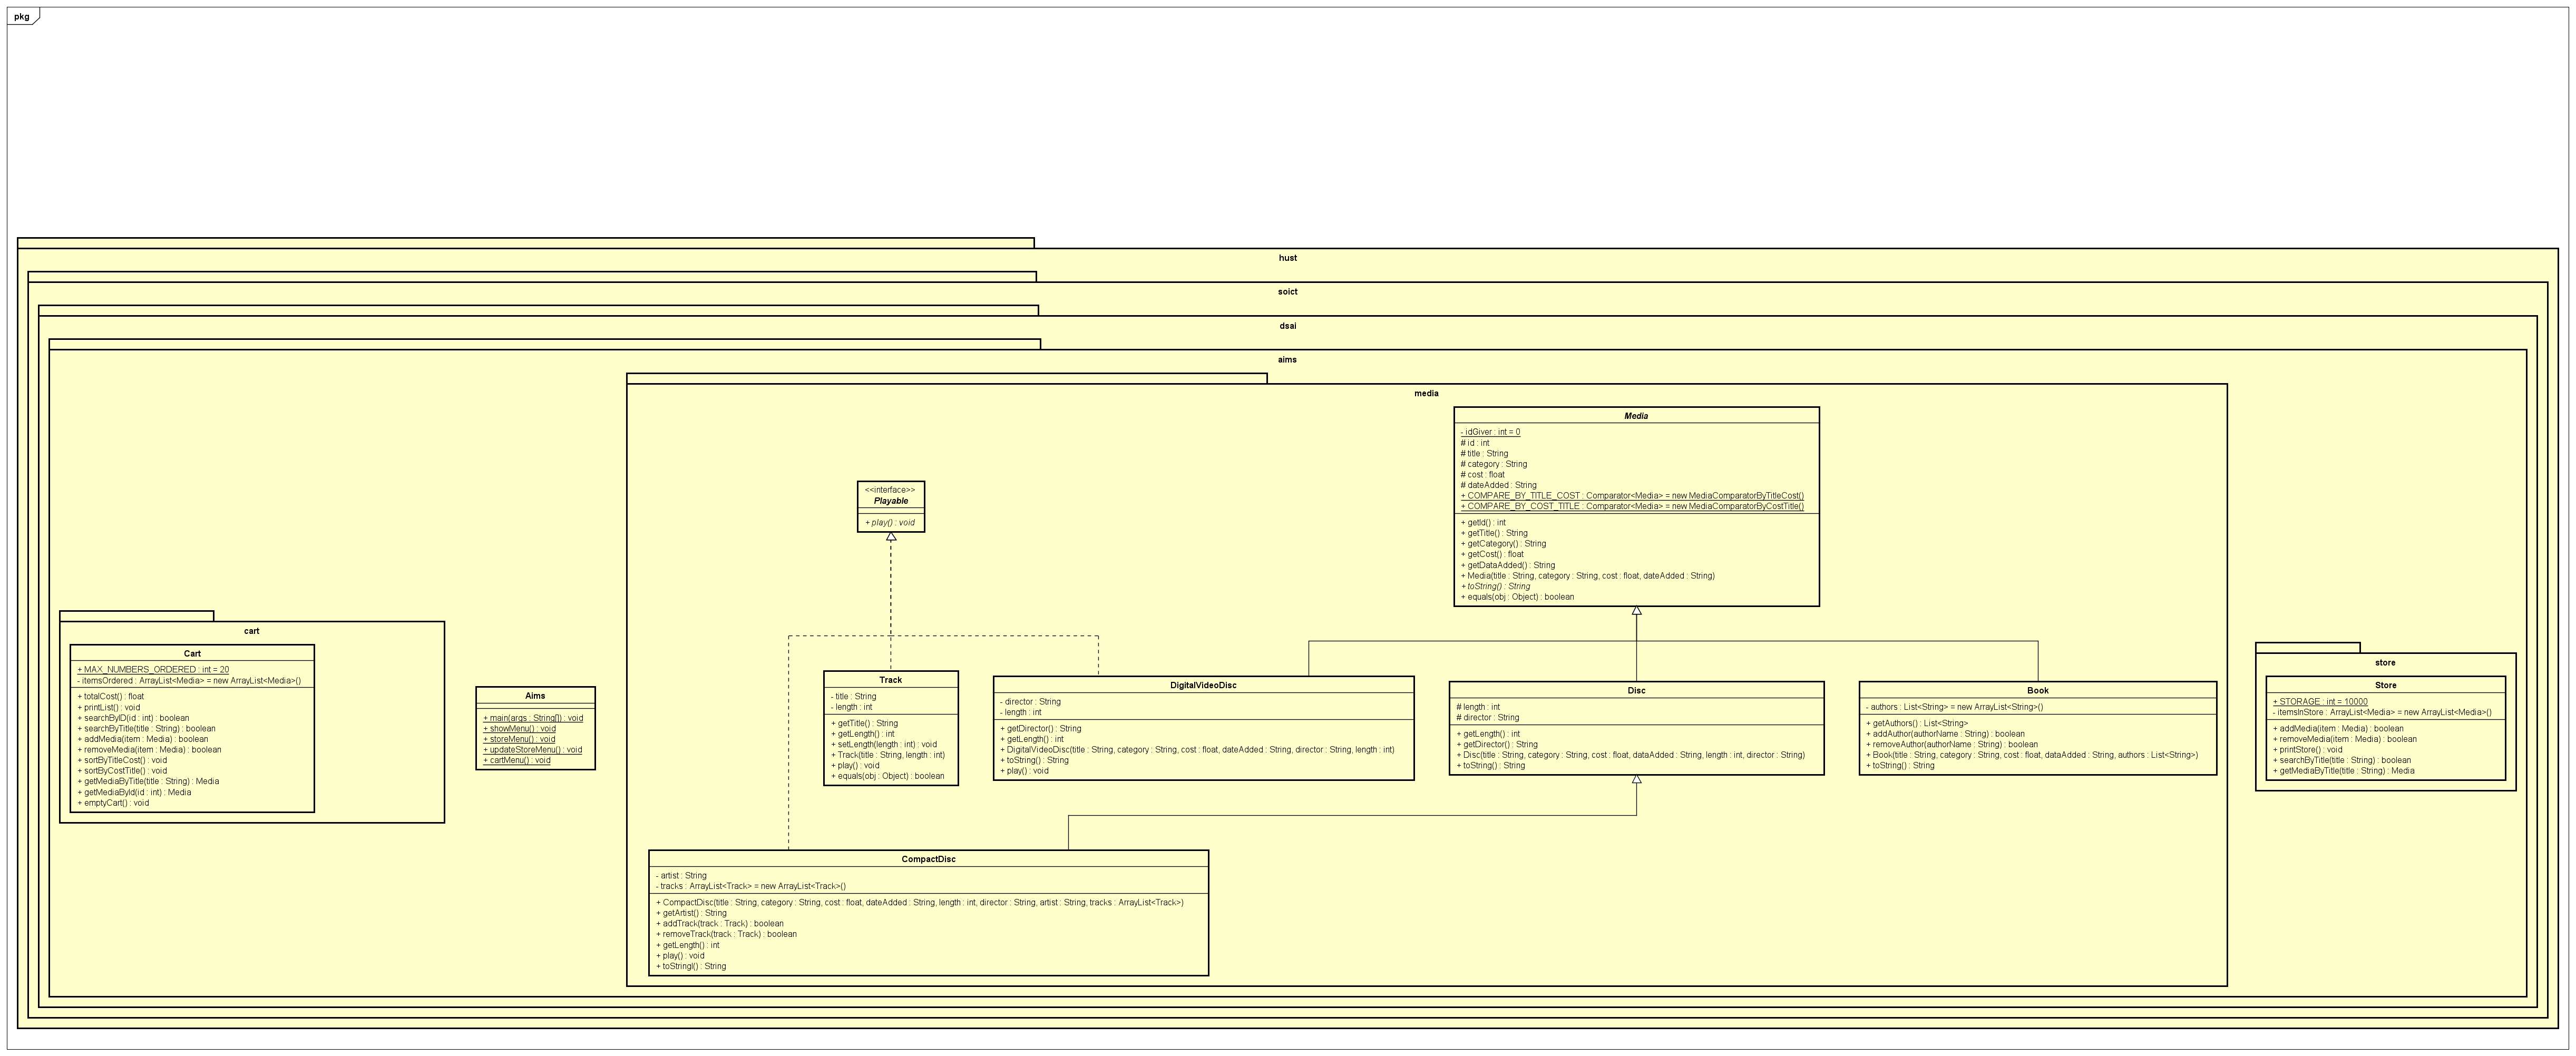 pkg
hust
soict
dsai
aims
media
Media
- idGiver : int = 0
# id : int
# title : String
# category : String
# cost : float
# dateAdded : String
+ COMPARE_BY_TITLE_COST : Comparator<Media> = new MediaComparatorByTitleCost()
+ COMPARE_BY_COST_TITLE : Comparator<Media> = new MediaComparatorByCostTitle()
+ getId() : int
+ getTitle() : String
+ getCategory() : String
+ getCost() : float
+ getDataAdded() : String
+ Media(title : String, category : String, cost : float, dateAdded : String)
+ toString() : String
+ equals(obj : Object) : boolean
<<interface>>
Playable
+ play() : void
cart
Cart
+ MAX_NUMBERS_ORDERED : int = 20
- itemsOrdered : ArrayList<Media> = new ArrayList<Media>()
+ totalCost() : float
+ printList() : void
+ searchByID(id : int) : boolean
+ searchByTitle(title : String) : boolean
+ addMedia(item : Media) : boolean
+ removeMedia(item : Media) : boolean
+ sortByTitleCost() : void
+ sortByCostTitle() : void
+ getMediaByTitle(title : String) : Media
+ getMediaById(id : int) : Media
+ emptyCart() : void
Aims
+ main(args : String[]) : void
+ showMenu() : void
+ storeMenu() : void
+ updateStoreMenu() : void
+ cartMenu() : void
Track
- title : String
- length : int
+ getTitle() : String
+ getLength() : int
+ setLength(length : int) : void
+ Track(title : String, length : int)
+ play() : void
+ equals(obj : Object) : boolean
DigitalVideoDisc
- director : String
- length : int
+ getDirector() : String
+ getLength() : int
+ DigitalVideoDisc(title : String, category : String, cost : float, dateAdded : String, director : String, length : int)
+ toString() : String
+ play() : void
Disc
# length : int
# director : String
+ getLength() : int
+ getDirector() : String
+ Disc(title : String, category : String, cost : float, dataAdded : String, length : int, director : String)
+ toString() : String
Book
- authors : List<String> = new ArrayList<String>()
+ getAuthors() : List<String>
+ addAuthor(authorName : String) : boolean
+ removeAuthor(authorName : String) : boolean
+ Book(title : String, category : String, cost : float, dataAdded : String, authors : List<String>)
+ toString() : String
store
Store
+ STORAGE : int = 10000
- itemsInStore : ArrayList<Media> = new ArrayList<Media>()
+ addMedia(item : Media) : boolean
+ removeMedia(item : Media) : boolean
+ printStore() : void
+ searchByTitle(title : String) : boolean
+ getMediaByTitle(title : String) : Media
CompactDisc
- artist : String
- tracks : ArrayList<Track> = new ArrayList<Track>()
+ CompactDisc(title : String, category : String, cost : float, dateAdded : String, length : int, director : String, artist : String, tracks : ArrayList<Track>)
+ getArtist() : String
+ addTrack(track : Track) : boolean
+ removeTrack(track : Track) : boolean
+ getLength() : int
+ play() : void
+ toStringl() : String